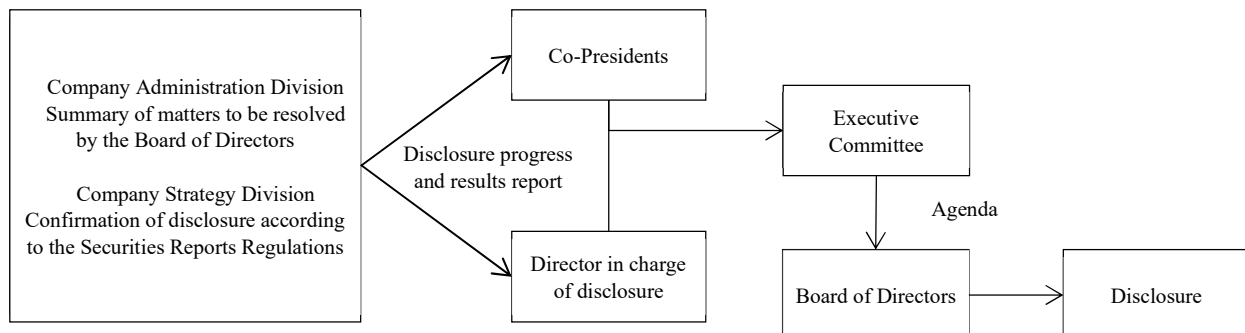 Company Administration Division
Summary of matters to be resolved
by the Board of Directors
Company Strategy Division
Confirmation of disclosure according
to the Securities Reports Regulations
Disclosure progress
and results report
Co-Presidents
Director in charge
of disclosure
Executive
Committee
Agenda
Board of Directors
Disclosure